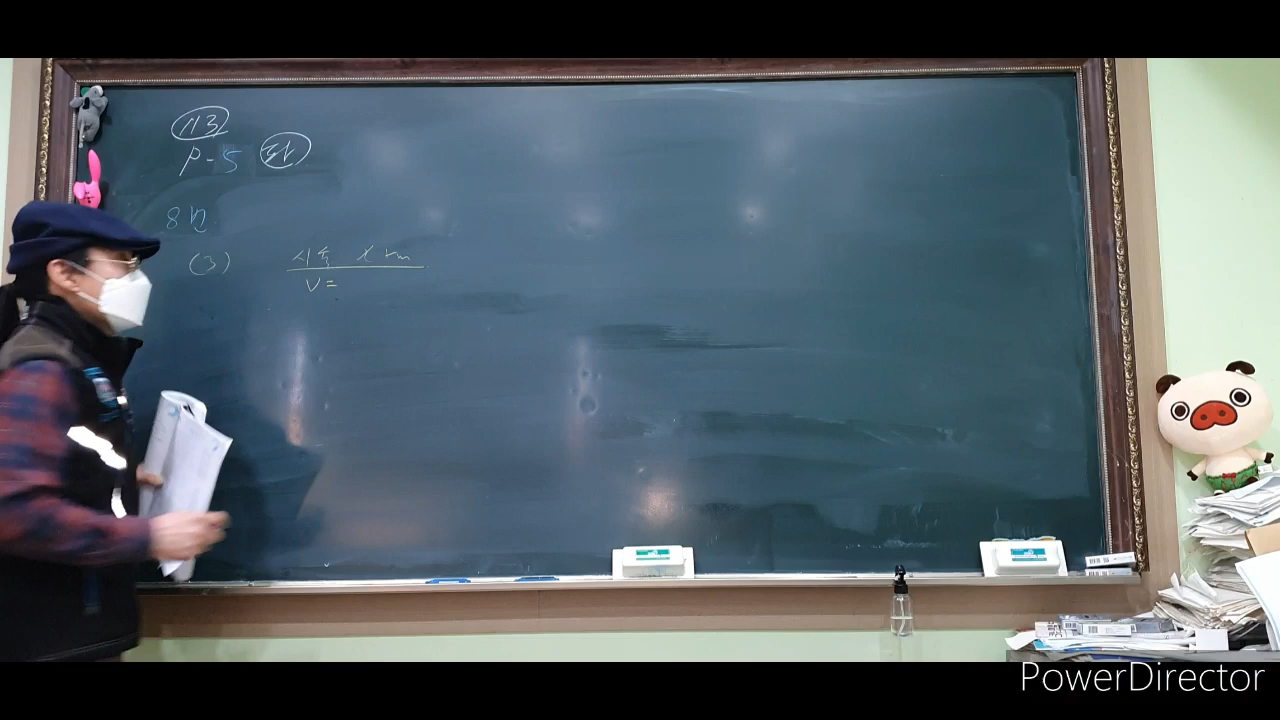 113
P-5
8번
(3) 시속 x km
V=
PowerDirector